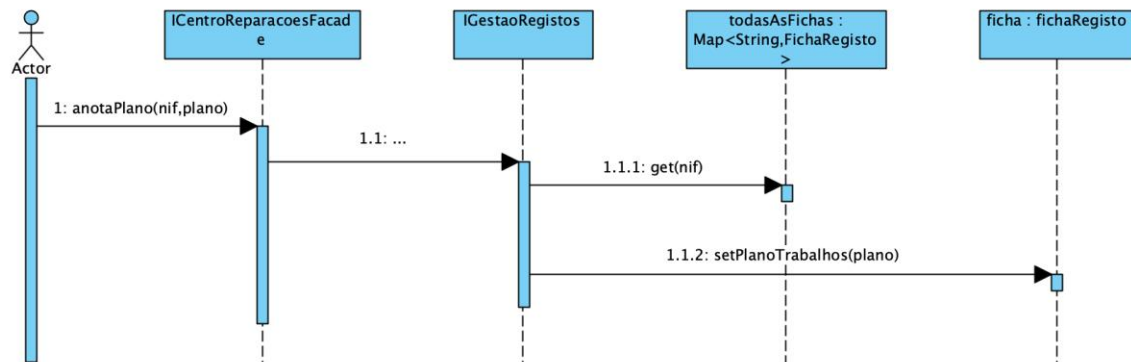 ICentroReparacoesFacad
e
IGestaoRegistos
todasAsFichas :
Map<String,FichaRegisto
>
ficha : fichaRegisto
Actor
1: anotaPlano(nif,plano)
1.1: ...
1.1.1: get(nif)
1.1.2: setPlanoTrabalhos(plano)